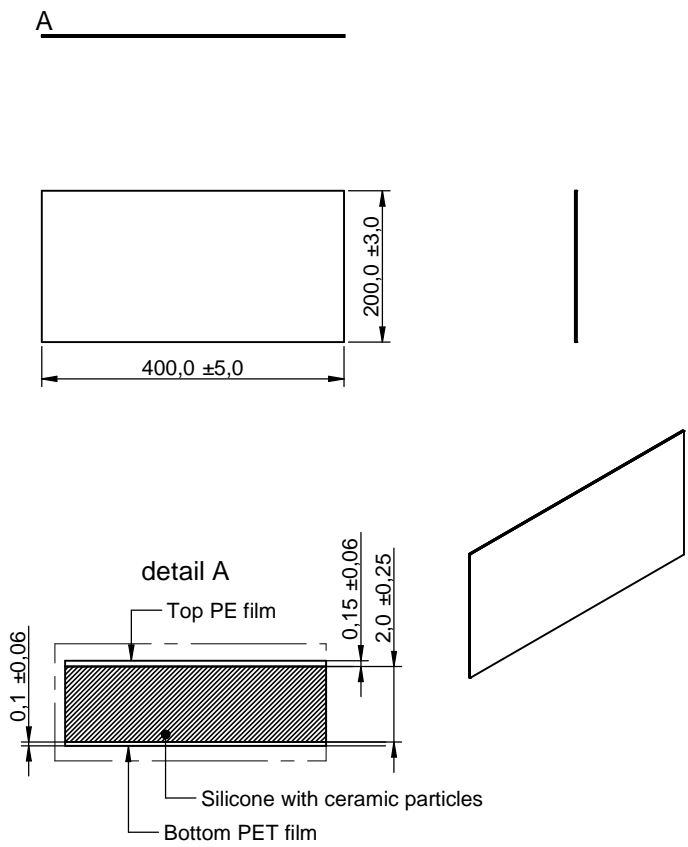 A
200,0 ±3,0
400,0 ±5,0
detail A
Top PE film
0,15 ±0,06
2,0 ±0,25
0,1 ±0,06
Silicone with ceramic particles
Bottom PET film